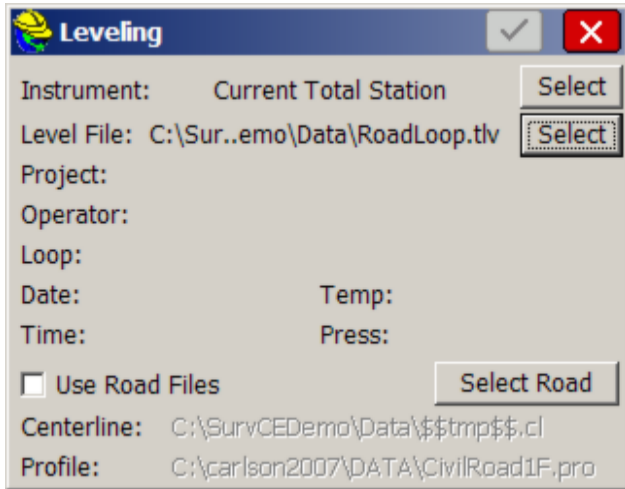 Leveling
Instrument: Current Total Station Select
Level File: C:\Sur..emo\Data\RoadLoop.tlv Select
Project:
Operator:
Loop:
Date: Temp:
Time: Press:
Use Road Files Select Road
Centerline: C:\SurvCEDemo\Data\$$tmp$$.cl
Profile: C:\carlson2007\DATA\CivilRoad1F.pro